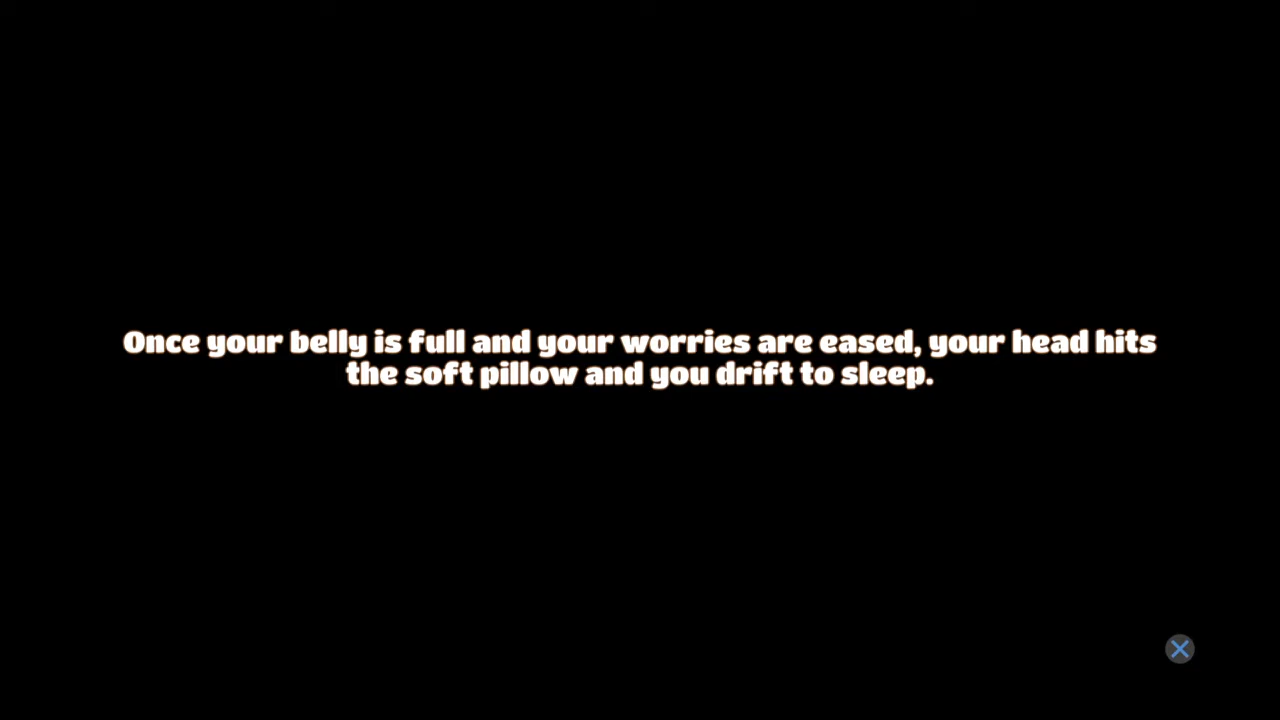 Once your belly is full and your worries are eased, your head hits
the soft pillow and you drift to sleep.